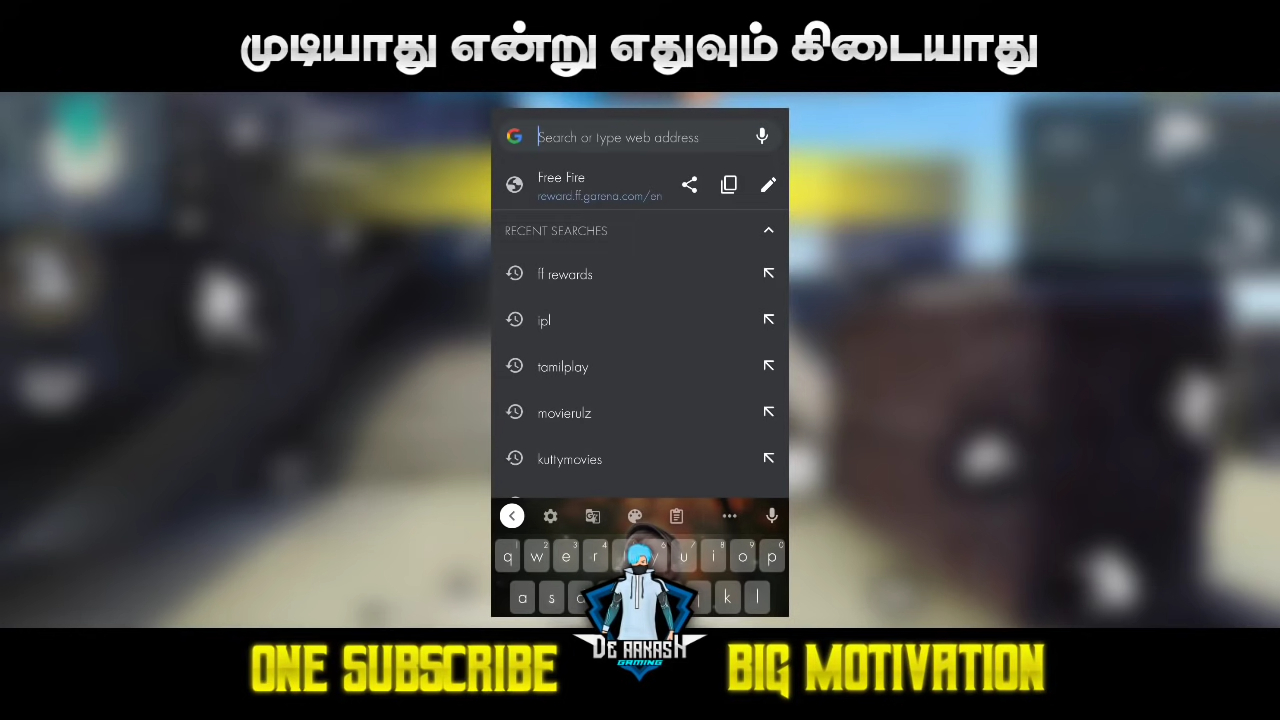 முடியாது என்று எதுவும் கிடையாது
Search or type web address
Free Fire
reward.ff.garena.com/en
RECENT SEARCHES
ff rewards
ipl
tamilplay
movierulz
kuttymovies
q w e r u i o p
a s k l
DE AAKASH
GAMING
ONE SUBSCRIBE
BIG MOTIVATION